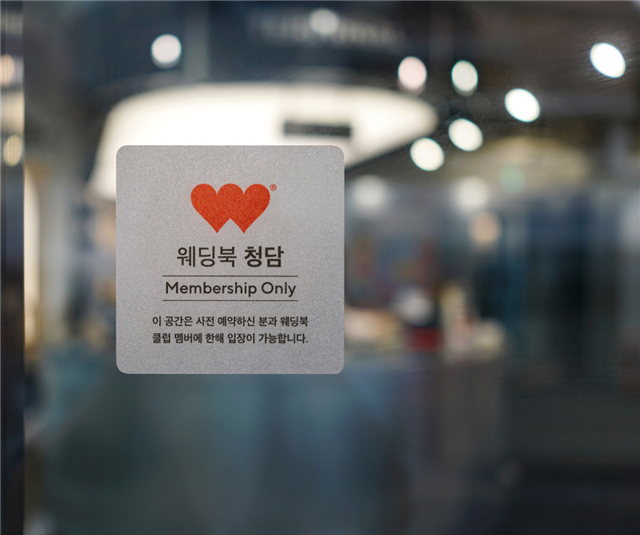 ®
웨딩북 청담
Membership Only
이 공간은 사전 예약하신 분과 웨딩북
클럽 멤버에 한해 입장이 가능합니다.